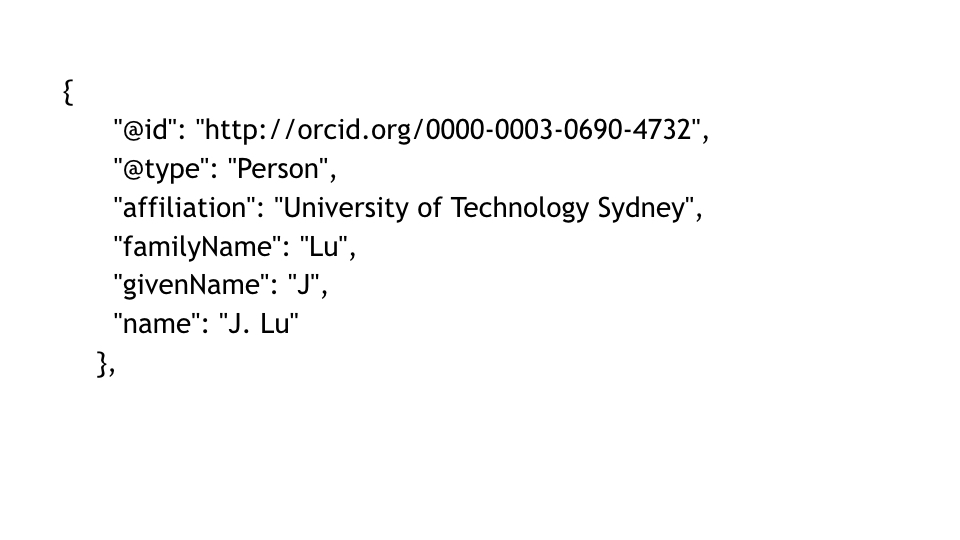 {
"@id": "http://orcid.org/0000-0003-0690-4732",
"@type": "Person",
"affiliation": "University of Technology Sydney",
"familyName": "Lu",
"givenName": "J",
"name": "J. Lu"
},